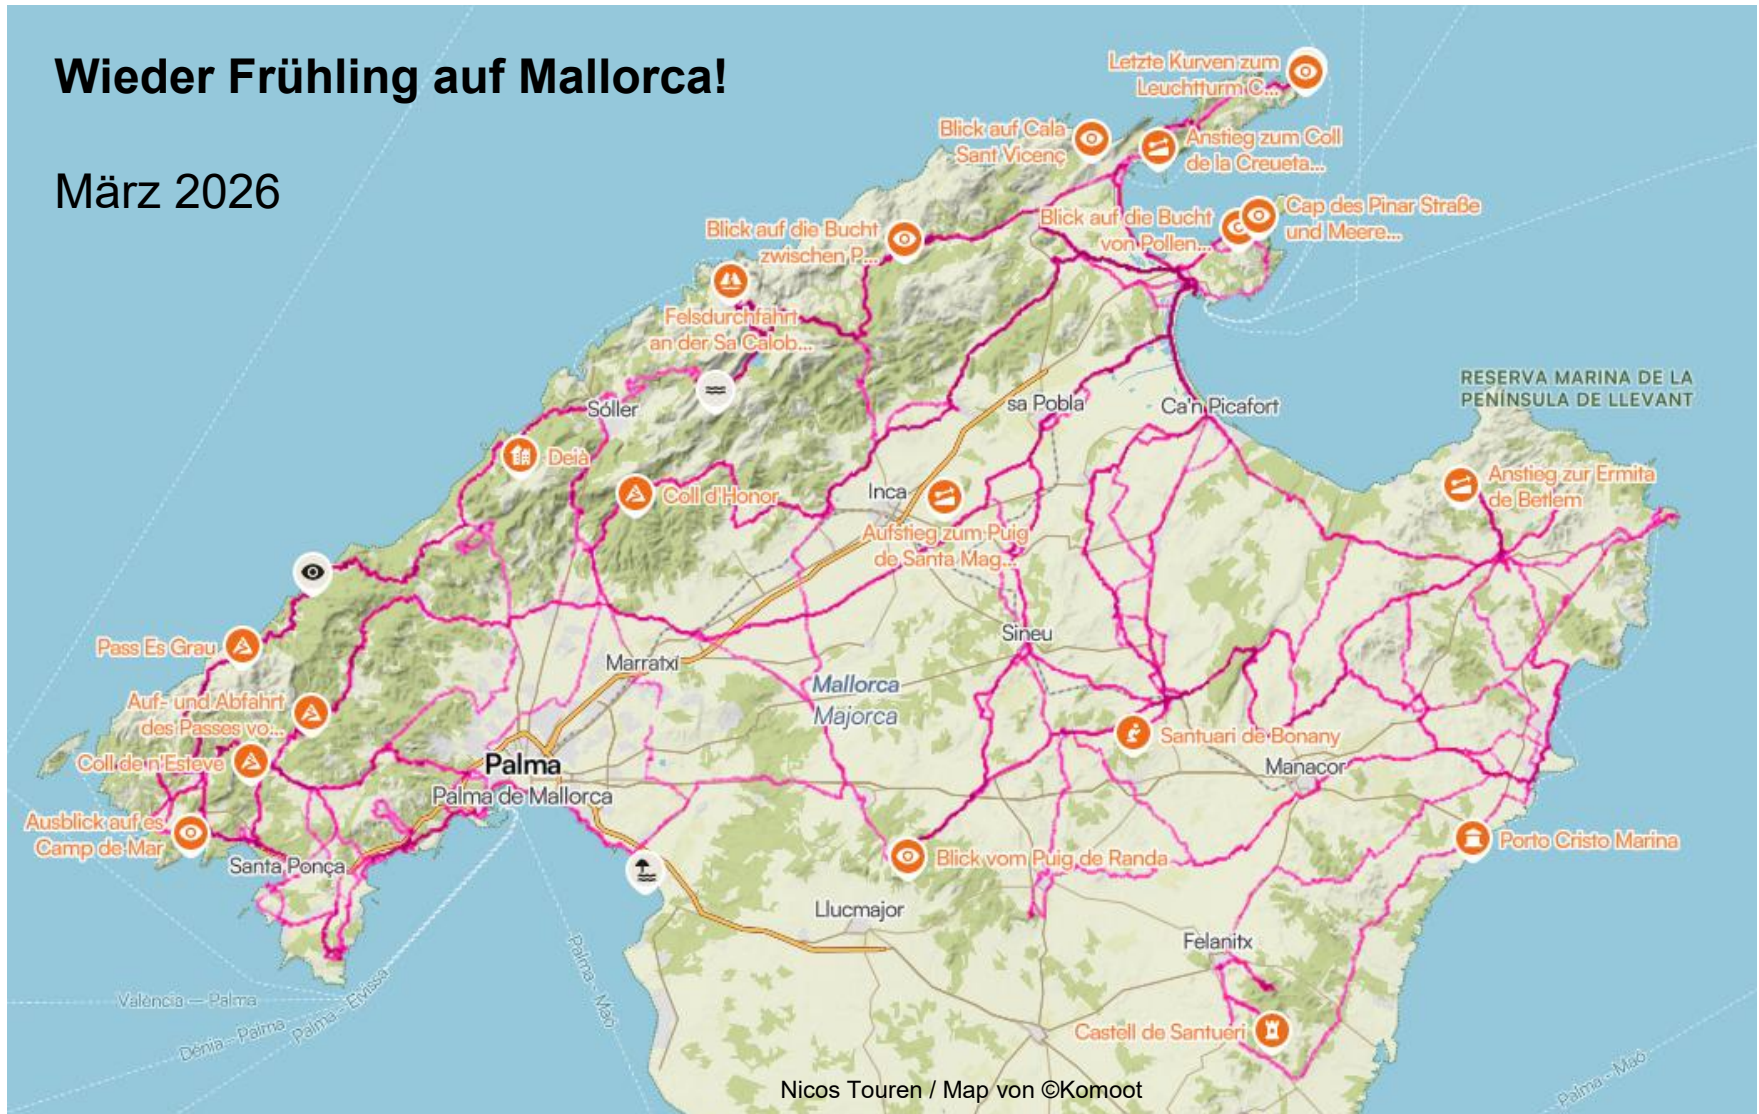 Wieder Frühling auf Mallorca!
März 2026
Letzte Kurven zum
Leuchtturm C...
Blick auf Cala
Sant Vicenç
Anstieg zum Coll
de la Creueta...
Blick auf die Bucht
zwischen P...
Blick auf die Bucht
von Pollen...
Cap des Pinar Straße
und Meere...
Felsdurchfahrt
an der Sa Calob...
RESERVA MARINA DE LA
PENÍNSULA DE LLEVANT
Sóller
sa Pobla
Ca'n Picafort
Deià
Coll d'Honor
Inca
Anstieg zur Ermita
de Betlem
Aufstieg zum Puig
de Santa Mag...
Pass Es Grau
Sineu
Marratxí
Mallorca
Majorca
Auf- und Abfahrt
des Passes vo...
Coll de n'Esteve
Santuari de Bonany
Palma
Palma de Mallorca
Manacor
Ausblick auf es
Camp de Mar
Santa Ponça
Blick vom Puig de Randa
Porto Cristo Marina
Llucmajor
Felanitx
València — Palma
Dénia - Palma
Palma - Eivissa
Palma - Maó
Castell de Santueri
Palma - Maó
Nicos Touren / Map von ©Komoot